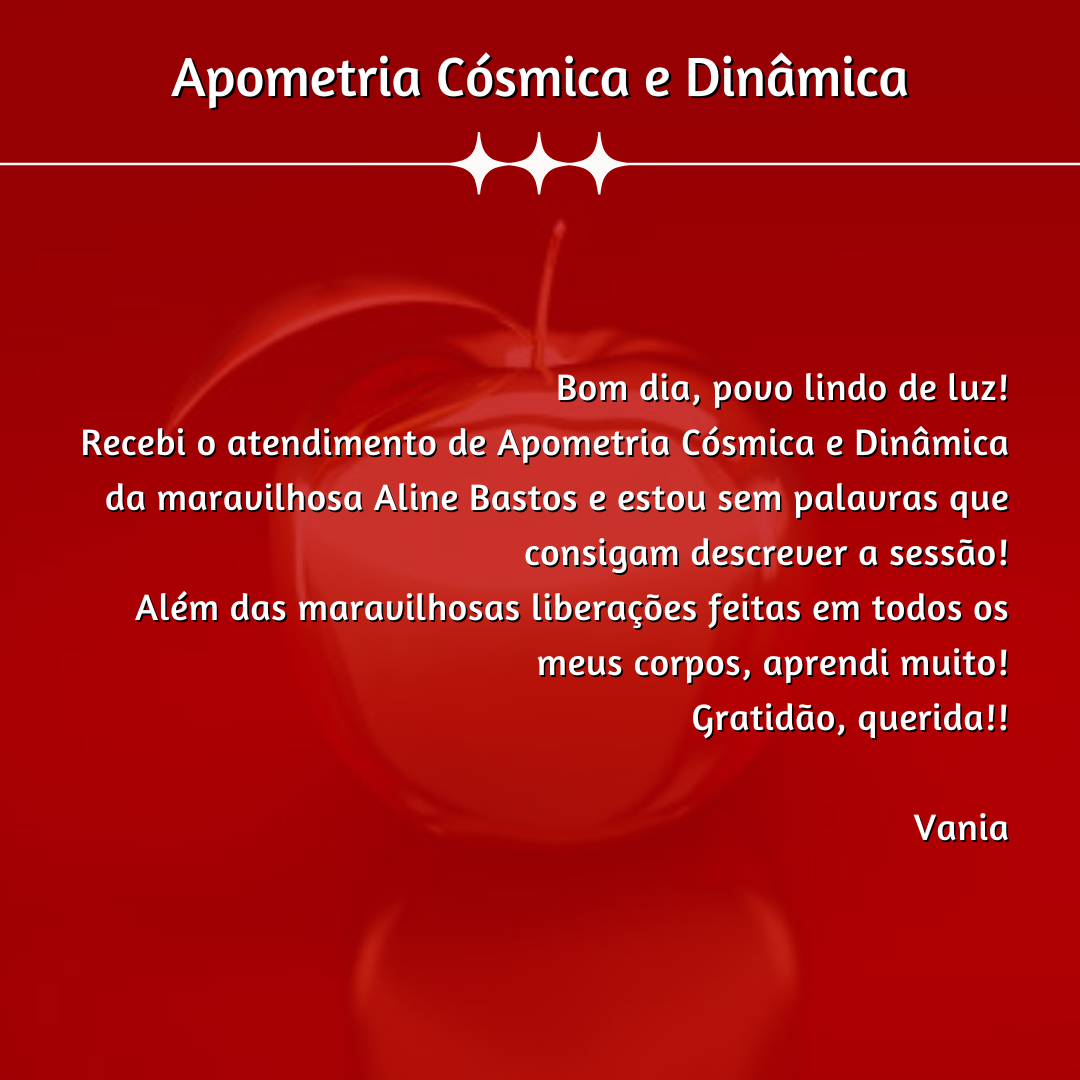 Apometria Cósmica e Dinâmica
Bom dia, povo lindo de luz!
Recebi o atendimento de Apometria Cósmica e Dinâmica
da maravilhosa Aline Bastos e estou sem palavras que
consigam descrever a sessão!
Além das maravilhosas liberações feitas em todos os
meus corpos, aprendi muito!
Gratidão, querida!!
Vania